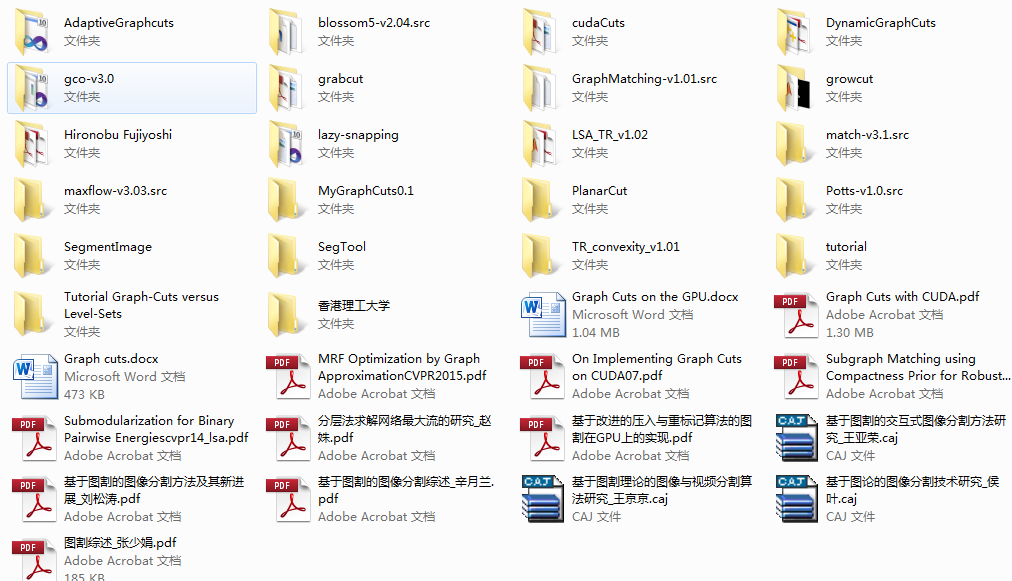 AdaptiveGraphcuts
文件夹
blossom5-v2.04.src
文件夹
cudaCuts
文件夹
DynamicGraphCuts
文件夹
gco-v3.0
文件夹
grabcut
文件夹
GraphMatching-v1.01.src
文件夹
growcut
文件夹
Hironobu Fujiyoshi
文件夹
lazy-snapping
文件夹
LSA_TR_v1.02
文件夹
match-v3.1.src
文件夹
maxflow-v3.03.src
文件夹
MyGraphCuts0.1
文件夹
PlanarCut
文件夹
Potts-v1.0.src
文件夹
SegmentImage
文件夹
SegTool
文件夹
TR_convexity_v1.01
文件夹
tutorial
文件夹
Tutorial Graph-Cuts versus
Level-Sets
文件夹
香港理工大学
文件夹
Graph Cuts on the GPU.docx
Microsoft Word 文档
1.04 MB
Graph Cuts with CUDA.pdf
Adobe Acrobat 文档
1.30 MB
Graph cuts.docx
Microsoft Word 文档
473 KB
MRF Optimization by Graph
ApproximationCVPR2015.pdf
Adobe Acrobat 文档
On Implementing Graph Cuts
on CUDA07.pdf
Adobe Acrobat 文档
Subgraph Matching using
Compactness Prior for Robust...
Adobe Acrobat 文档
Submodularization for Binary
Pairwise Energiescvpr14_lsa.pdf
Adobe Acrobat 文档
分层法求解网络最大流的研究_赵
姝.pdf
Adobe Acrobat 文档
基于改进的压入与重标记算法的图
割在GPU上的实现.pdf
Adobe Acrobat 文档
基于图割的交互式图像分割方法研
究_王亚荣.caj
CAJ 文件
基于图割的图像分割方法及其新进
展_刘松涛.pdf
Adobe Acrobat 文档
基于图割的图像分割综述_辛月兰.
pdf
Adobe Acrobat 文档
基于图割理论的图像与视频分割算
法研究_王京京.caj
CAJ 文件
基于图论的图像分割技术研究_侯
叶.caj
CAJ 文件
图割综述_张少娟.pdf
Adobe Acrobat 文档
185 KB